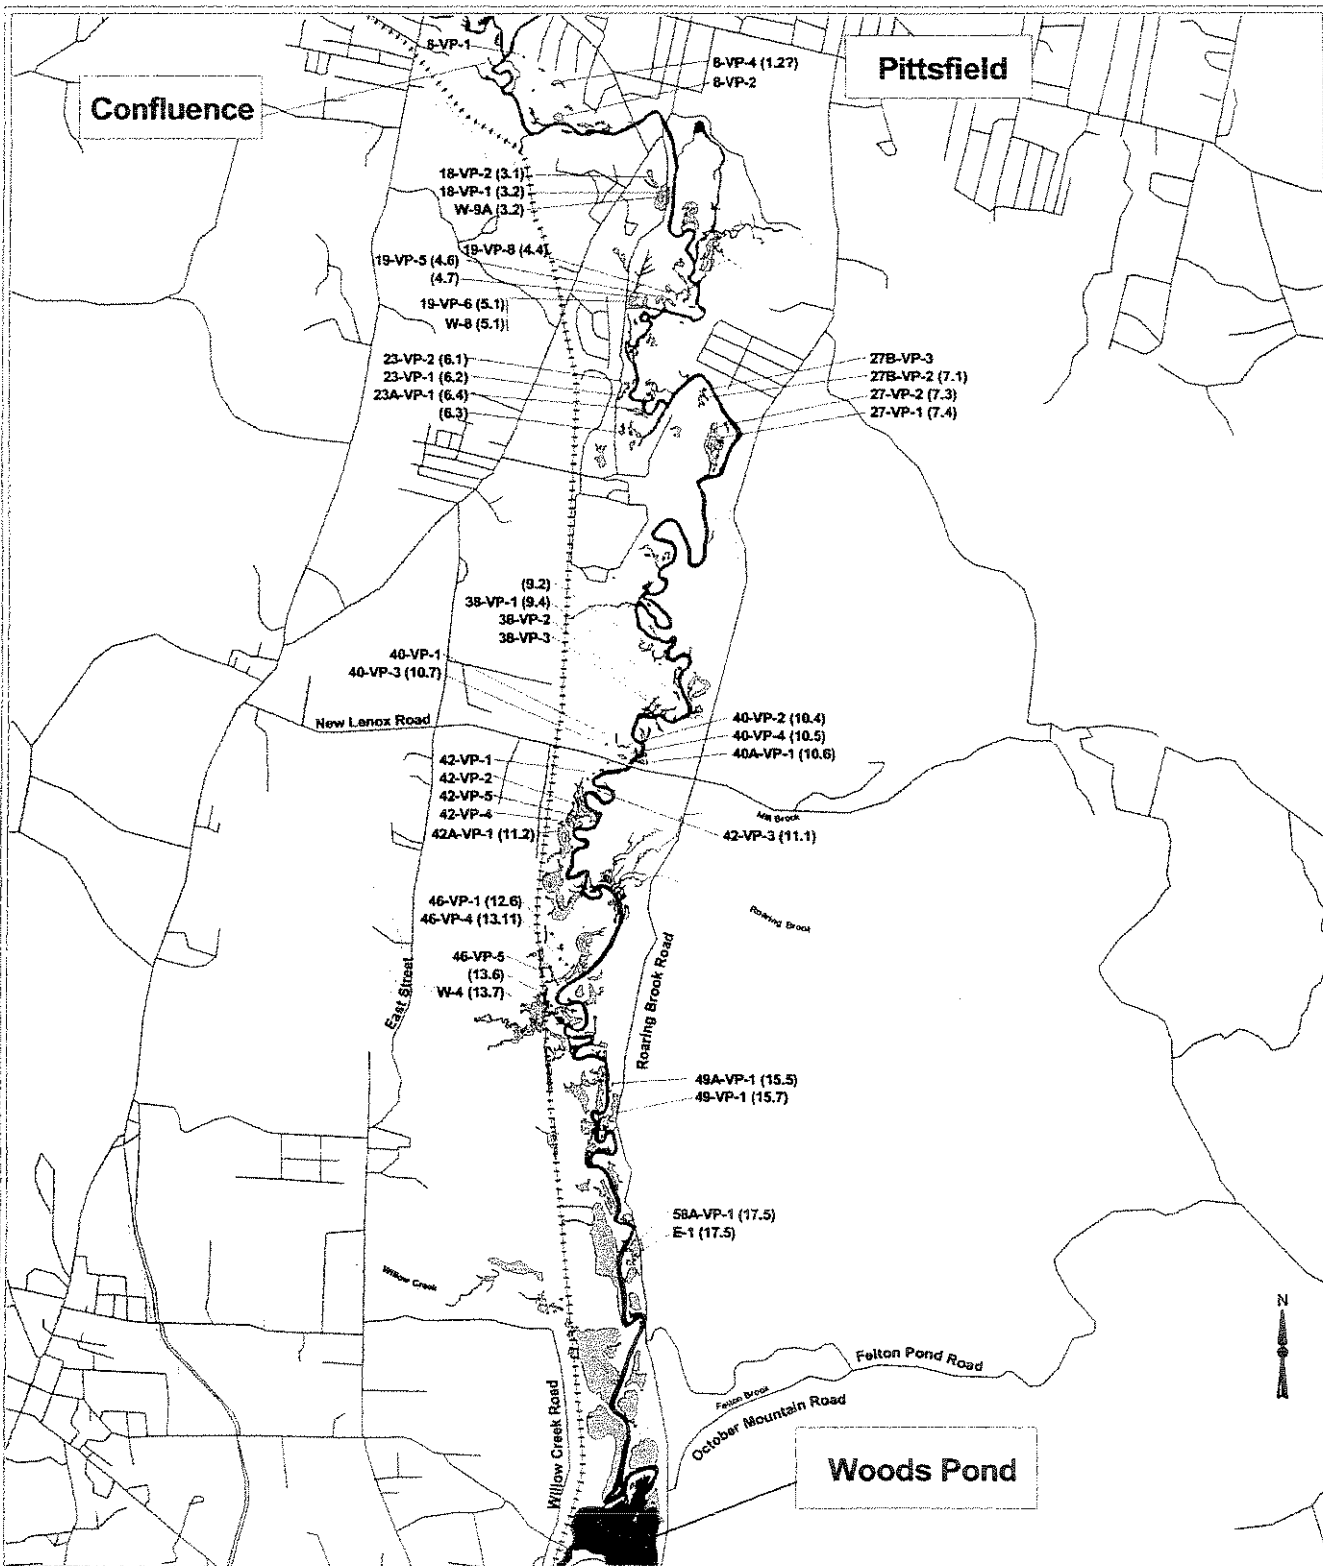 8-VP-1
8-VP-4 (1.2?)
8-VP-2
Pittsfield
Confluence
18-VP-2 (3.1)
18-VP-1 (3.2)
W-9A (3.2)
19-VP-8 (4.4)
19-VP-5 (4.6)
(4.7)
19-VP-6 (5.1)
W-8 (5.1)
23-VP-2 (6.1)
23-VP-1 (6.2)
23A-VP-1 (6.4)
(6.3)
27B-VP-3
27B-VP-2 (7.1)
27-VP-2 (7.3)
27-VP-1 (7.4)
(9.2)
38-VP-1 (9.4)
38-VP-2
38-VP-3
40-VP-1
40-VP-3 (10.7)
New Lenox Road
40-VP-2 (10.4)
40-VP-4 (10.5)
40A-VP-1 (10.6)
42-VP-1
42-VP-2
42-VP-5
42-VP-4
42A-VP-1 (11.2)
Mill Brook
42-VP-3 (11.1)
46-VP-1 (12.6)
46-VP-4 (13.11)
Roaring Brook
46-VP-5
(13.6)
W-4 (13.7)
East Street
Roaring Brook Road
49A-VP-1 (15.5)
49-VP-1 (15.7)
58A-VP-1 (17.5)
E-1 (17.5)
Willow Creek
N
Felton Pond Road
Felton Brook
October Mountain Road
Willow Creek Road
Woods Pond